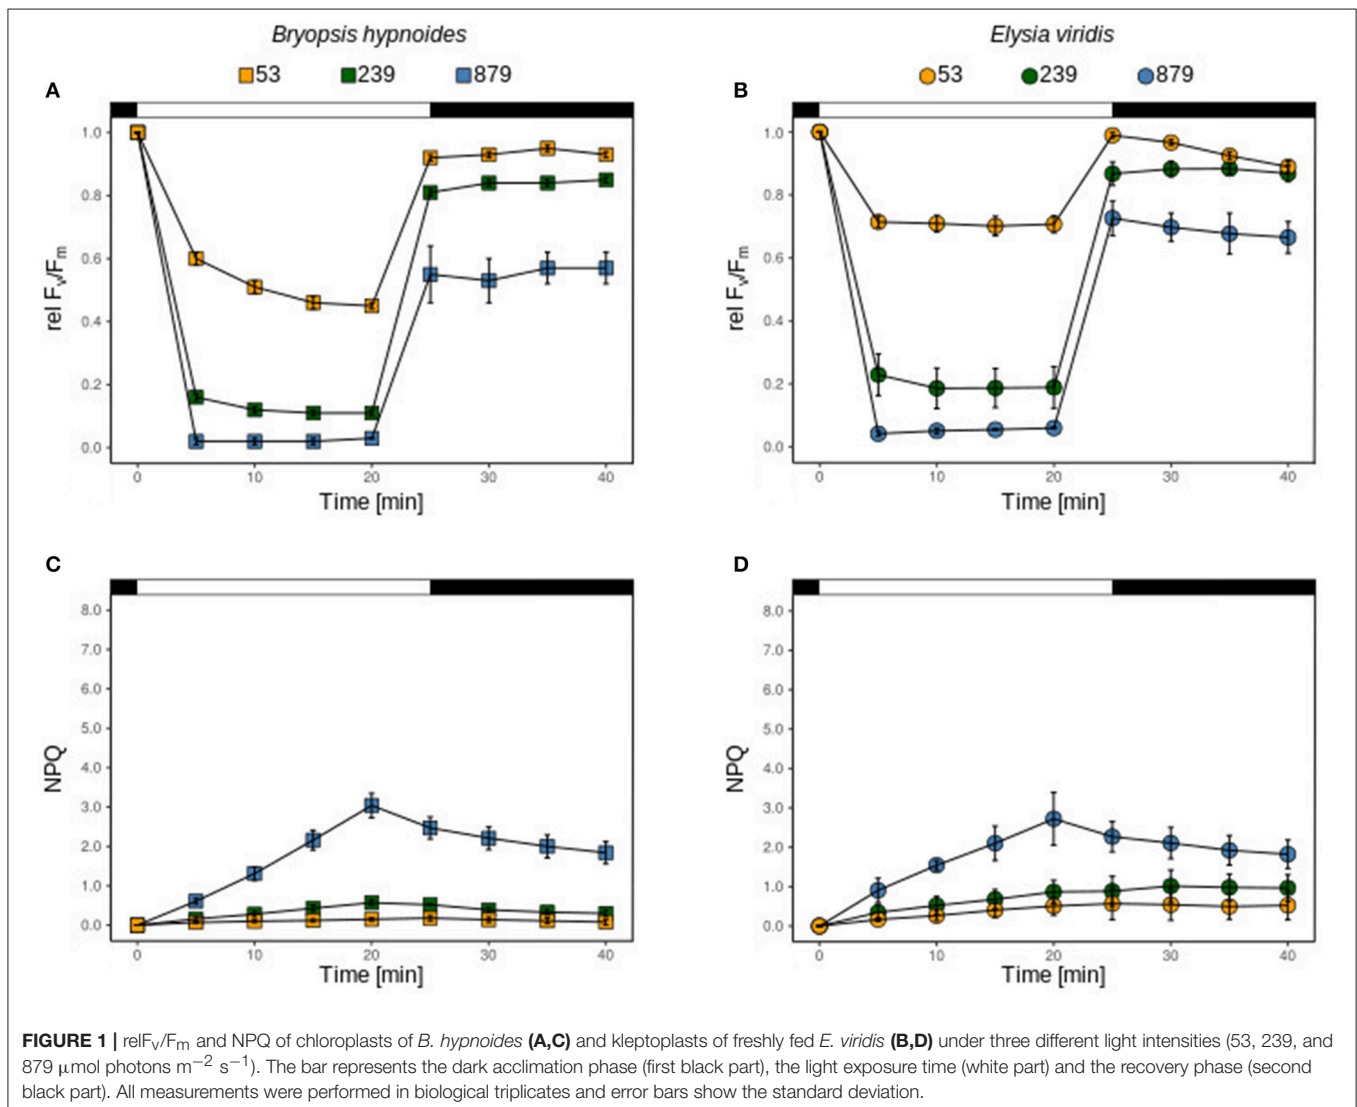 Bryopsis hypnoides
Elysia viridis
53 239 879
53 239 879
A
rel Fv/Fm
1.0
0.8
0.6
0.4
0.2
0.0
0 10 20 30 40
Time [min]
B
rel Fv/Fm
1.0
0.8
0.6
0.4
0.2
0.0
0 10 20 30 40
Time [min]
C
NPQ
8.0
7.0
6.0
5.0
4.0
3.0
2.0
1.0
0.0
0 10 20 30 40
Time [min]
D
NPQ
8.0
7.0
6.0
5.0
4.0
3.0
2.0
1.0
0.0
0 10 20 30 40
Time [min]
FIGURE 1 | relFv/Fm and NPQ of chloroplasts of B. hypnoides (A,C) and kleptoplasts of freshly fed E. viridis (B,D) under three different light intensities (53, 239, and
879 μmol photons m−2 s−1). The bar represents the dark acclimation phase (first black part), the light exposure time (white part) and the recovery phase (second
black part). All measurements were performed in biological triplicates and error bars show the standard deviation.